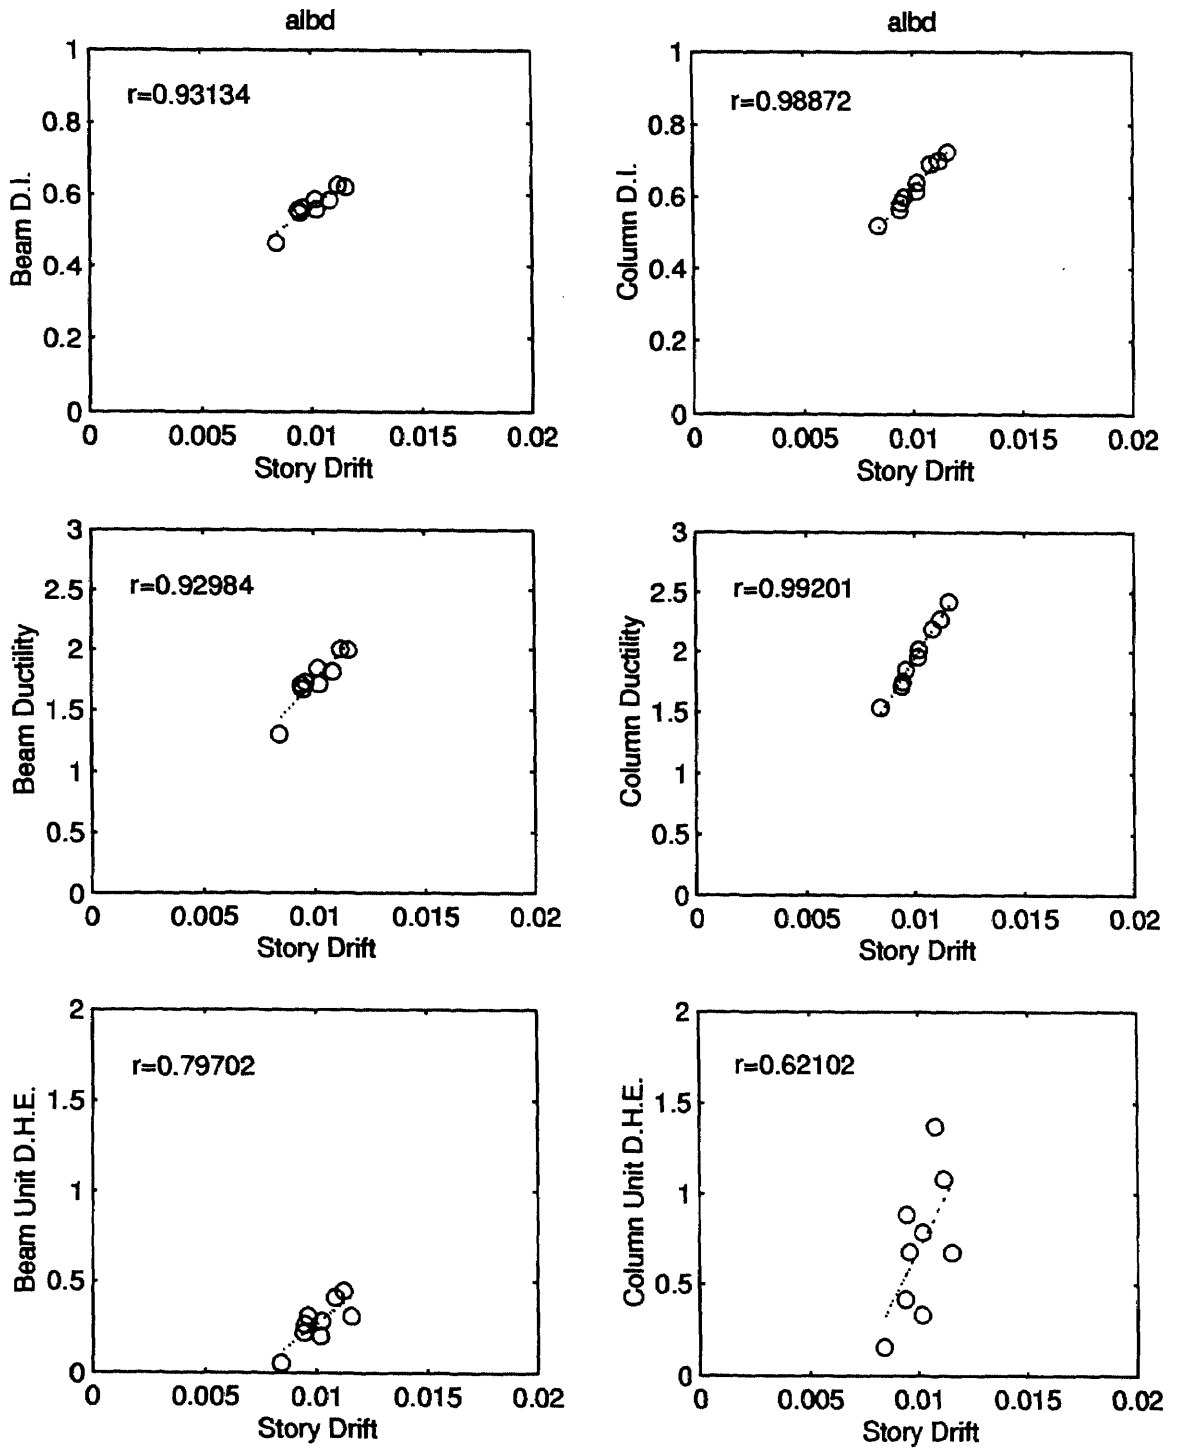 albd
r=0.93134
Beam D.I.
1
0.8
0.6
0.4
0.2
0
0 0.005 0.01 0.015 0.02
Story Drift
albd
r=0.98872
Column D.I.
1
0.8
0.6
0.4
0.2
0
0 0.005 0.01 0.015 0.02
Story Drift
r=0.92984
Beam Ductility
3
2.5
2
1.5
1
0.5
0
0 0.005 0.01 0.015 0.02
Story Drift
r=0.99201
Column Ductility
3
2.5
2
1.5
1
0.5
0
0 0.005 0.01 0.015 0.02
Story Drift
r=0.79702
Beam Unit D.H.E.
2
1.5
1
0.5
0
0 0.005 0.01 0.015 0.02
Story Drift
r=0.62102
Column Unit D.H.E.
2
1.5
1
0.5
0
0 0.005 0.01 0.015 0.02
Story Drift